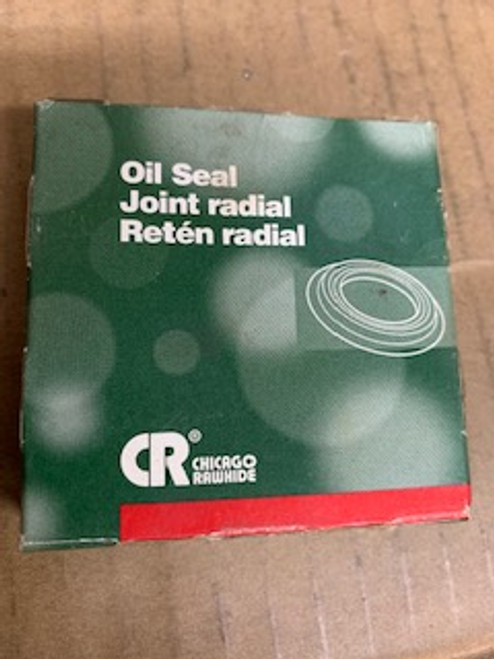 Oil Seal
Joint radial
Retén radial
CR® CHICAGO
RAWHIDE